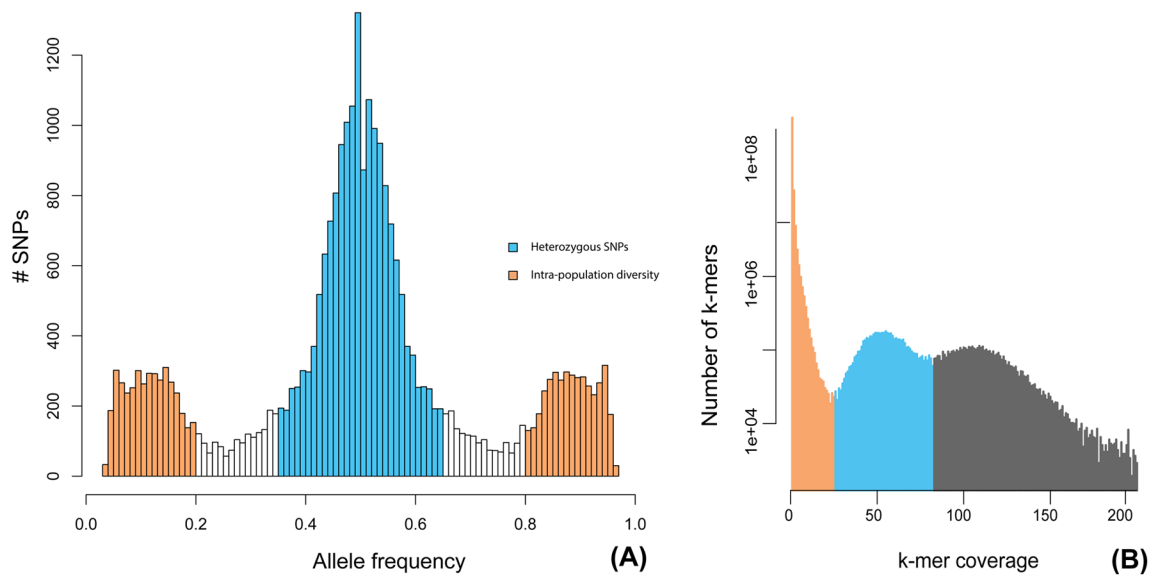 # SNPs
1200
1000
800
600
400
200
0
0.0 0.2 0.4 0.6 0.8 1.0
Allele frequency
(A)
Heterozygous SNPs
Intra-population diversity
Number of k-mers
1e+08
1e+06
1e+04
0 50 100 150 200
k-mer coverage
(B)